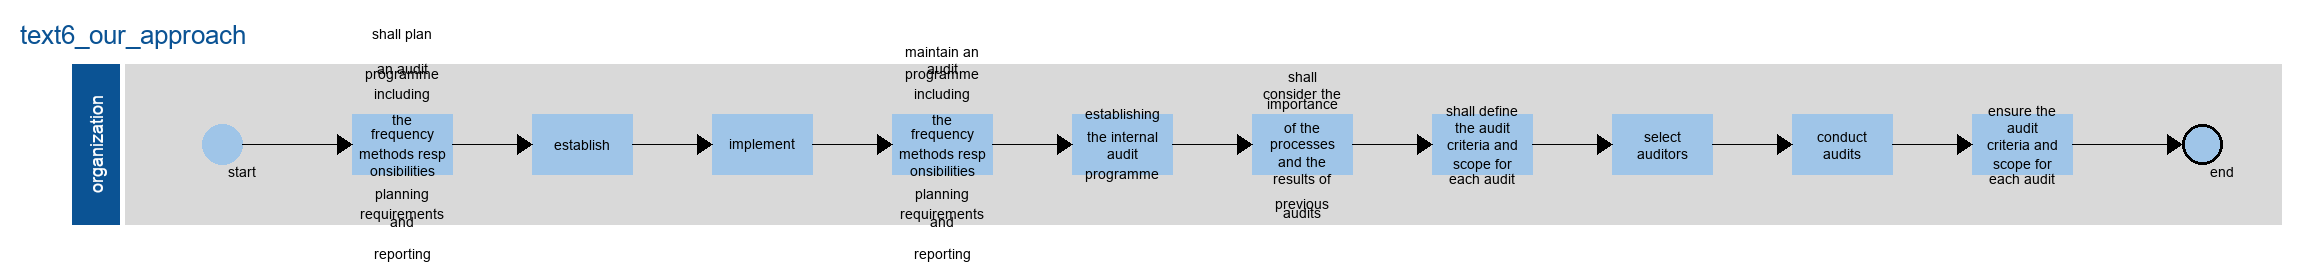 text6_our_approach
organization
start
shall plan
an audit
programme
including
the
frequency
methods resp
onsibilities
planning
requirements
and
reporting
establish
implement
maintain an
audit
programme
including
the
frequency
methods resp
onsibilities
planning
requirements
and
reporting
establishing
the internal
audit
programme
shall
consider the
importance
of the
processes
and the
results of
previous
audits
shall define
the audit
criteria and
scope for
each audit
select
auditors
conduct
audits
ensure the
audit
criteria and
scope for
each audit
end